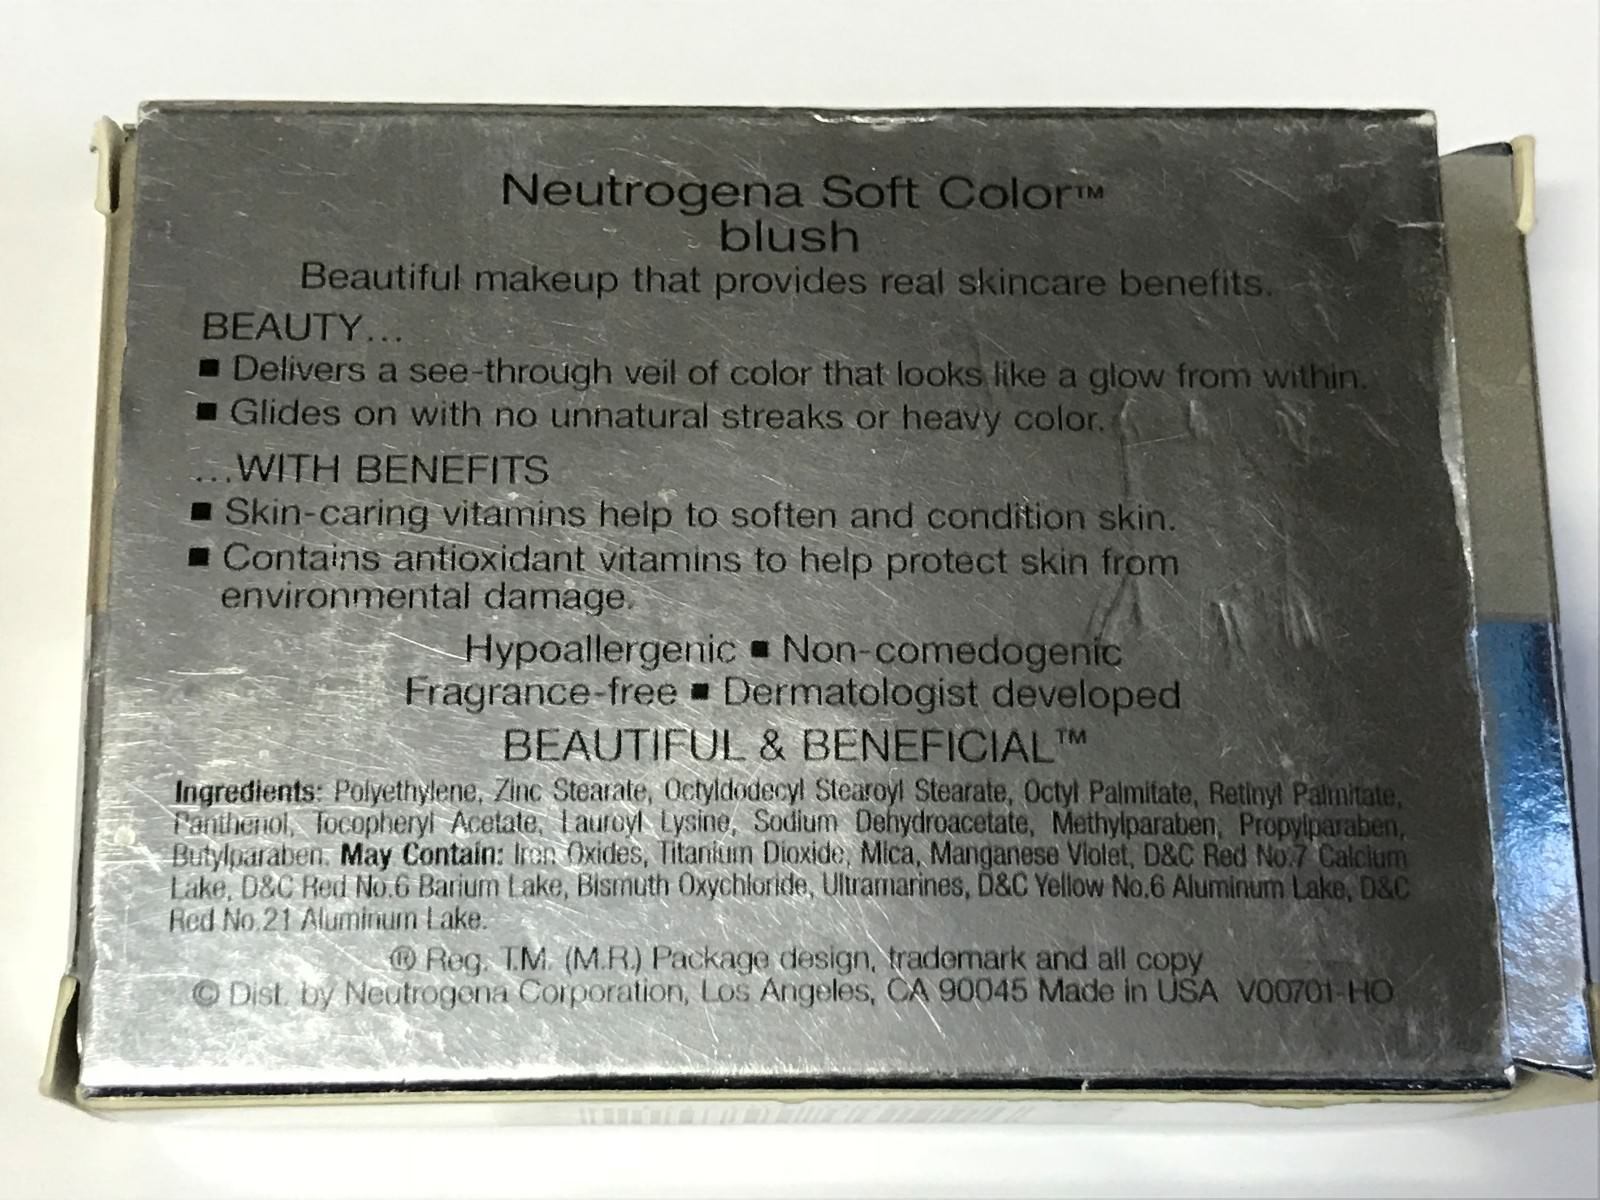 Neutrogena Soft Color™
blush
Beautiful makeup that provides real skincare benefits.
BEAUTY...
■ Delivers a see-through veil of color that looks like a glow from within.
■ Glides on with no unnatural streaks or heavy color.
...WITH BENEFITS
■ Skin-caring vitamins help to soften and condition skin.
■ Contains antioxidant vitamins to help protect skin from
environmental damage.
Hypoallergenic ■ Non-comedogenic
Fragrance-free ■ Dermatologist developed
BEAUTIFUL & BENEFICIAL™
Ingredients: Polyethylene, Zinc Stearate, Octyldodecyl Stearoyl Stearate, Octyl Palmitate, Retinyl Palmitate,
Panthenol, Tocopheryl Acetate, Lauroyl Lysine, Sodium Dehydroacetate, Methylparaben, Propylparaben,
Butylparaben. May Contain: Iron Oxides, Titanium Dioxide, Mica, Manganese Violet, D&C Red No.7 Calcium
Lake, D&C Red No.6 Barium Lake, Bismuth Oxychloride, Ultramarines, D&C Yellow No.6 Aluminum Lake, D&C
Red No.21 Aluminum Lake.
® Reg. T.M. (M.R.) Package design, trademark and all copy
© Dist. by Neutrogena Corporation, Los Angeles, CA 90045 Made in USA V00701-HO